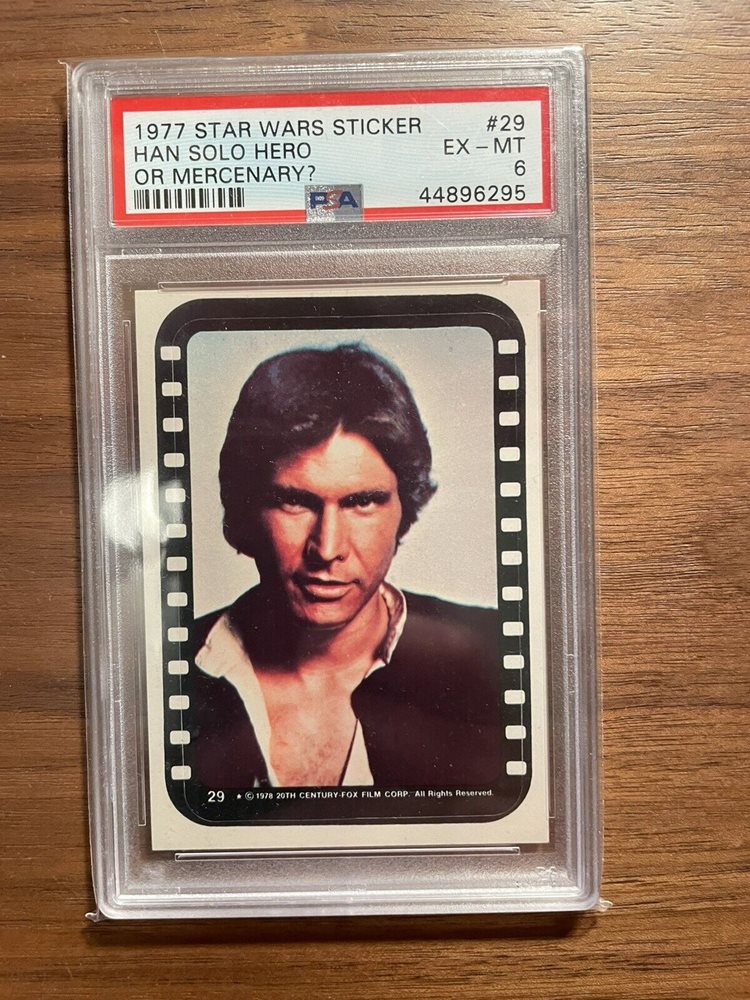 1977 STAR WARS STICKER #29
HAN SOLO HERO EX – MT
OR MERCENARY? 6
PSA 44896295
29 ★ © 1978 20TH CENTURY-FOX FILM CORP. All Rights Reserved.